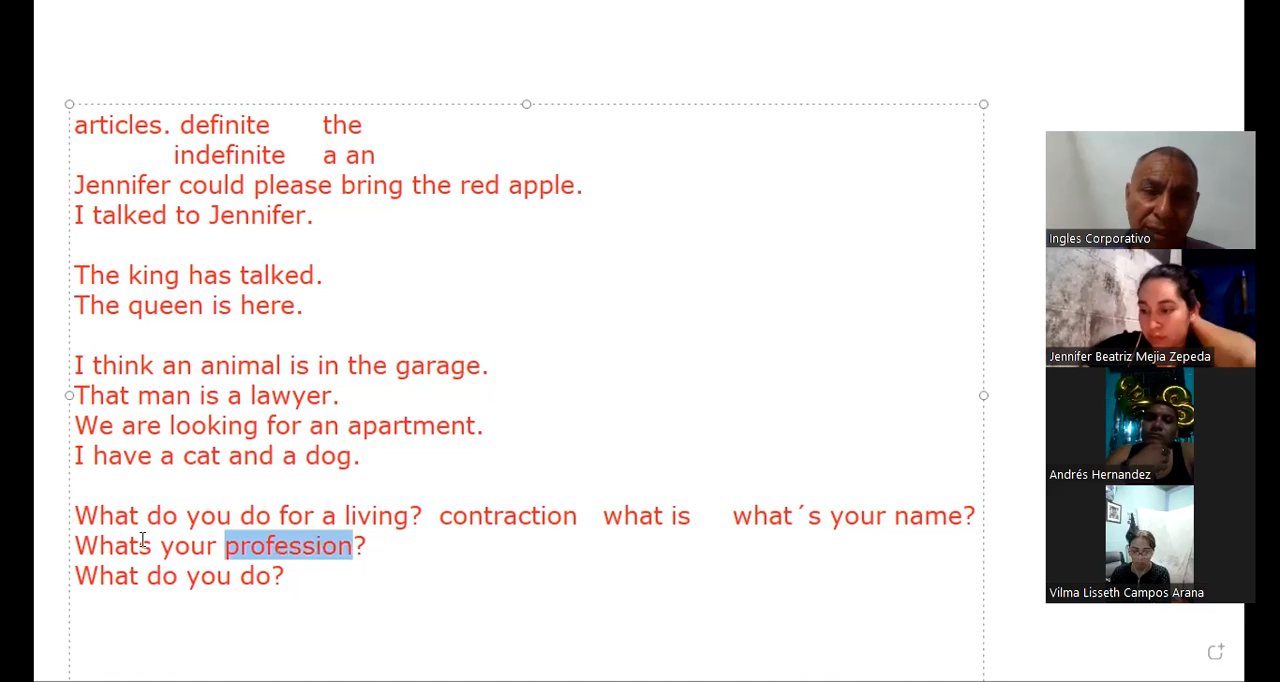 articles. definite the
indefinite a an
Jennifer could please bring the red apple.
I talked to Jennifer.
The king has talked.
The queen is here.
I think an animal is in the garage.
That man is a lawyer.
We are looking for an apartment.
I have a cat and a dog.
What do you do for a living? contraction what is what´s your name?
Whats your profession?
What do you do?
Ingles Corporativo
Jennifer Beatriz Mejia Zepeda
Andrés Hernandez
Vilma Lisseth Campos Arana